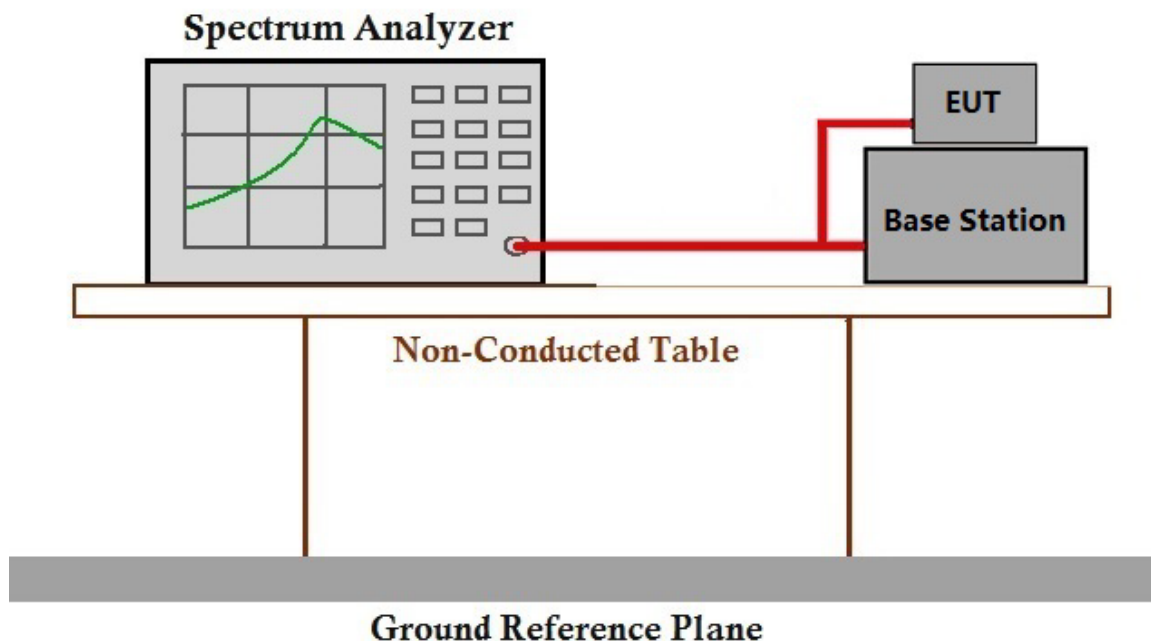 Spectrum Analyzer
EUT
Base Station
Non-Conducted Table
Ground Reference Plane